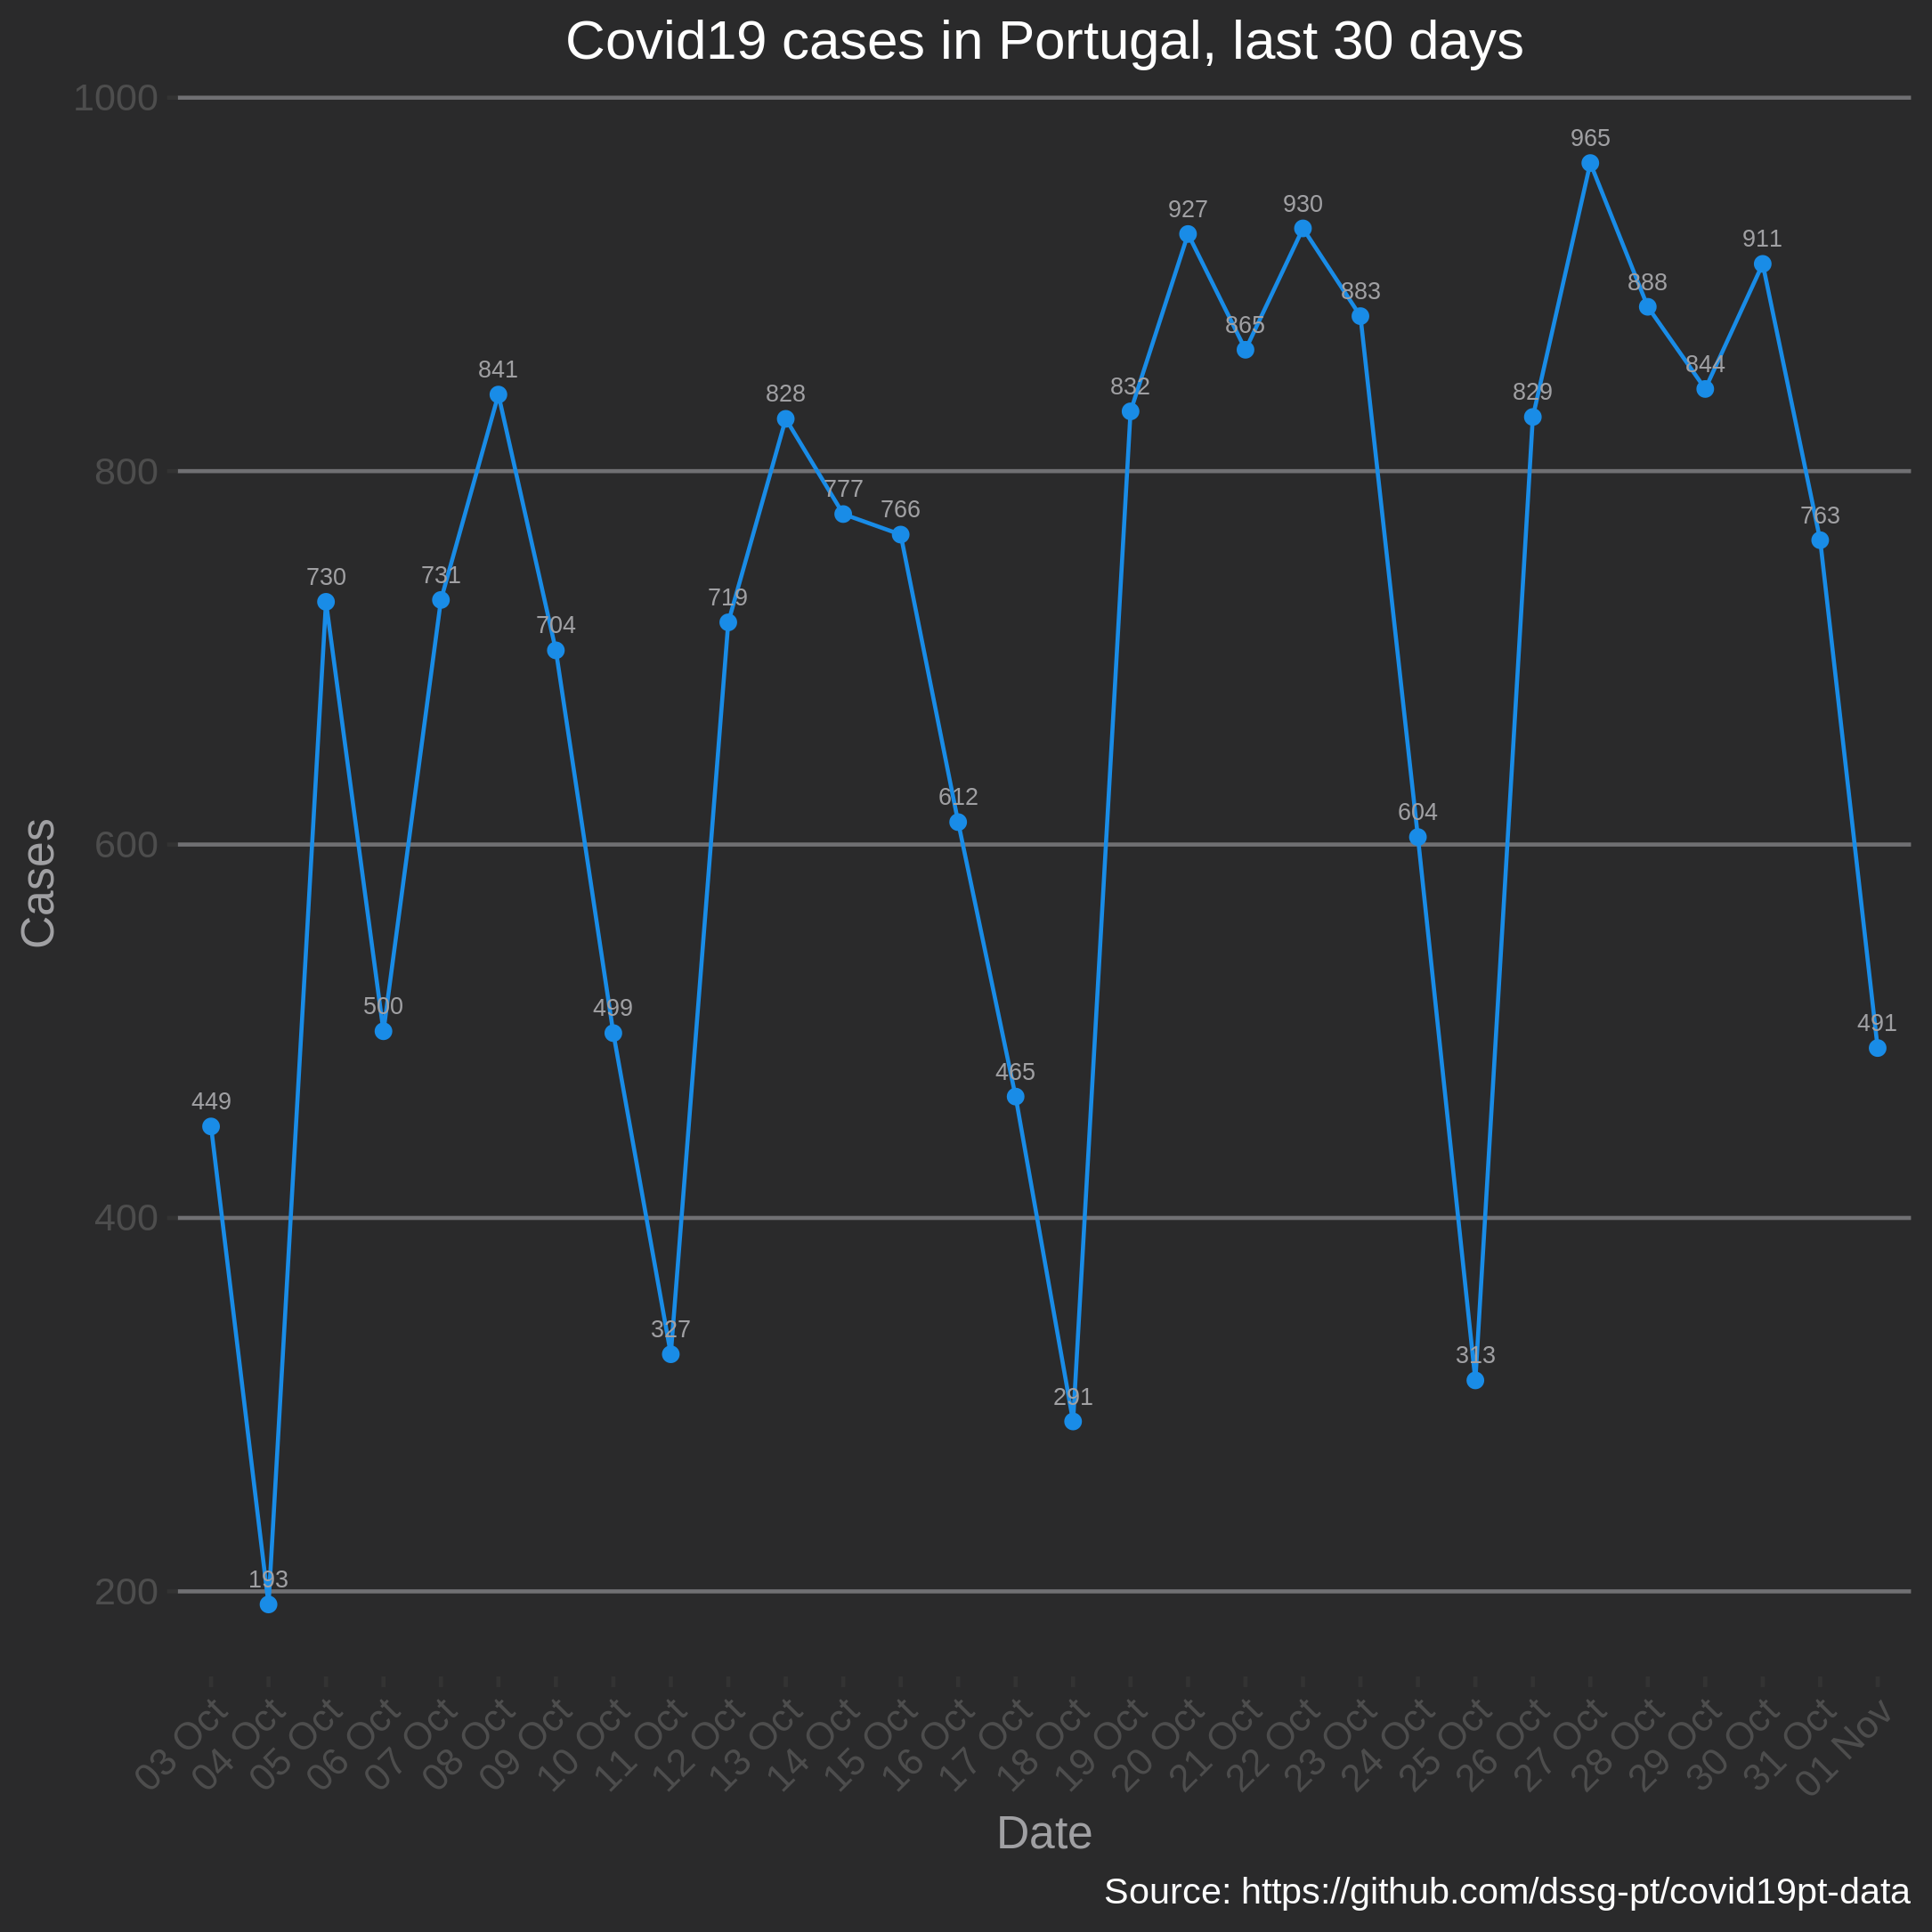 Covid19 cases in Portugal, last 30 days
1000
800
600
400
200
Cases
449
193
730
500
731
841
704
499
327
719
828
777
766
612
465
291
832
927
865
930
883
604
313
829
965
888
844
911
763
491
03 Oct
04 Oct
05 Oct
06 Oct
07 Oct
08 Oct
09 Oct
10 Oct
11 Oct
12 Oct
13 Oct
14 Oct
15 Oct
16 Oct
17 Oct
18 Oct
19 Oct
20 Oct
21 Oct
22 Oct
23 Oct
24 Oct
25 Oct
26 Oct
27 Oct
28 Oct
29 Oct
30 Oct
31 Oct
01 Nov
Date
Source: https://github.com/dssg-pt/covid19pt-data